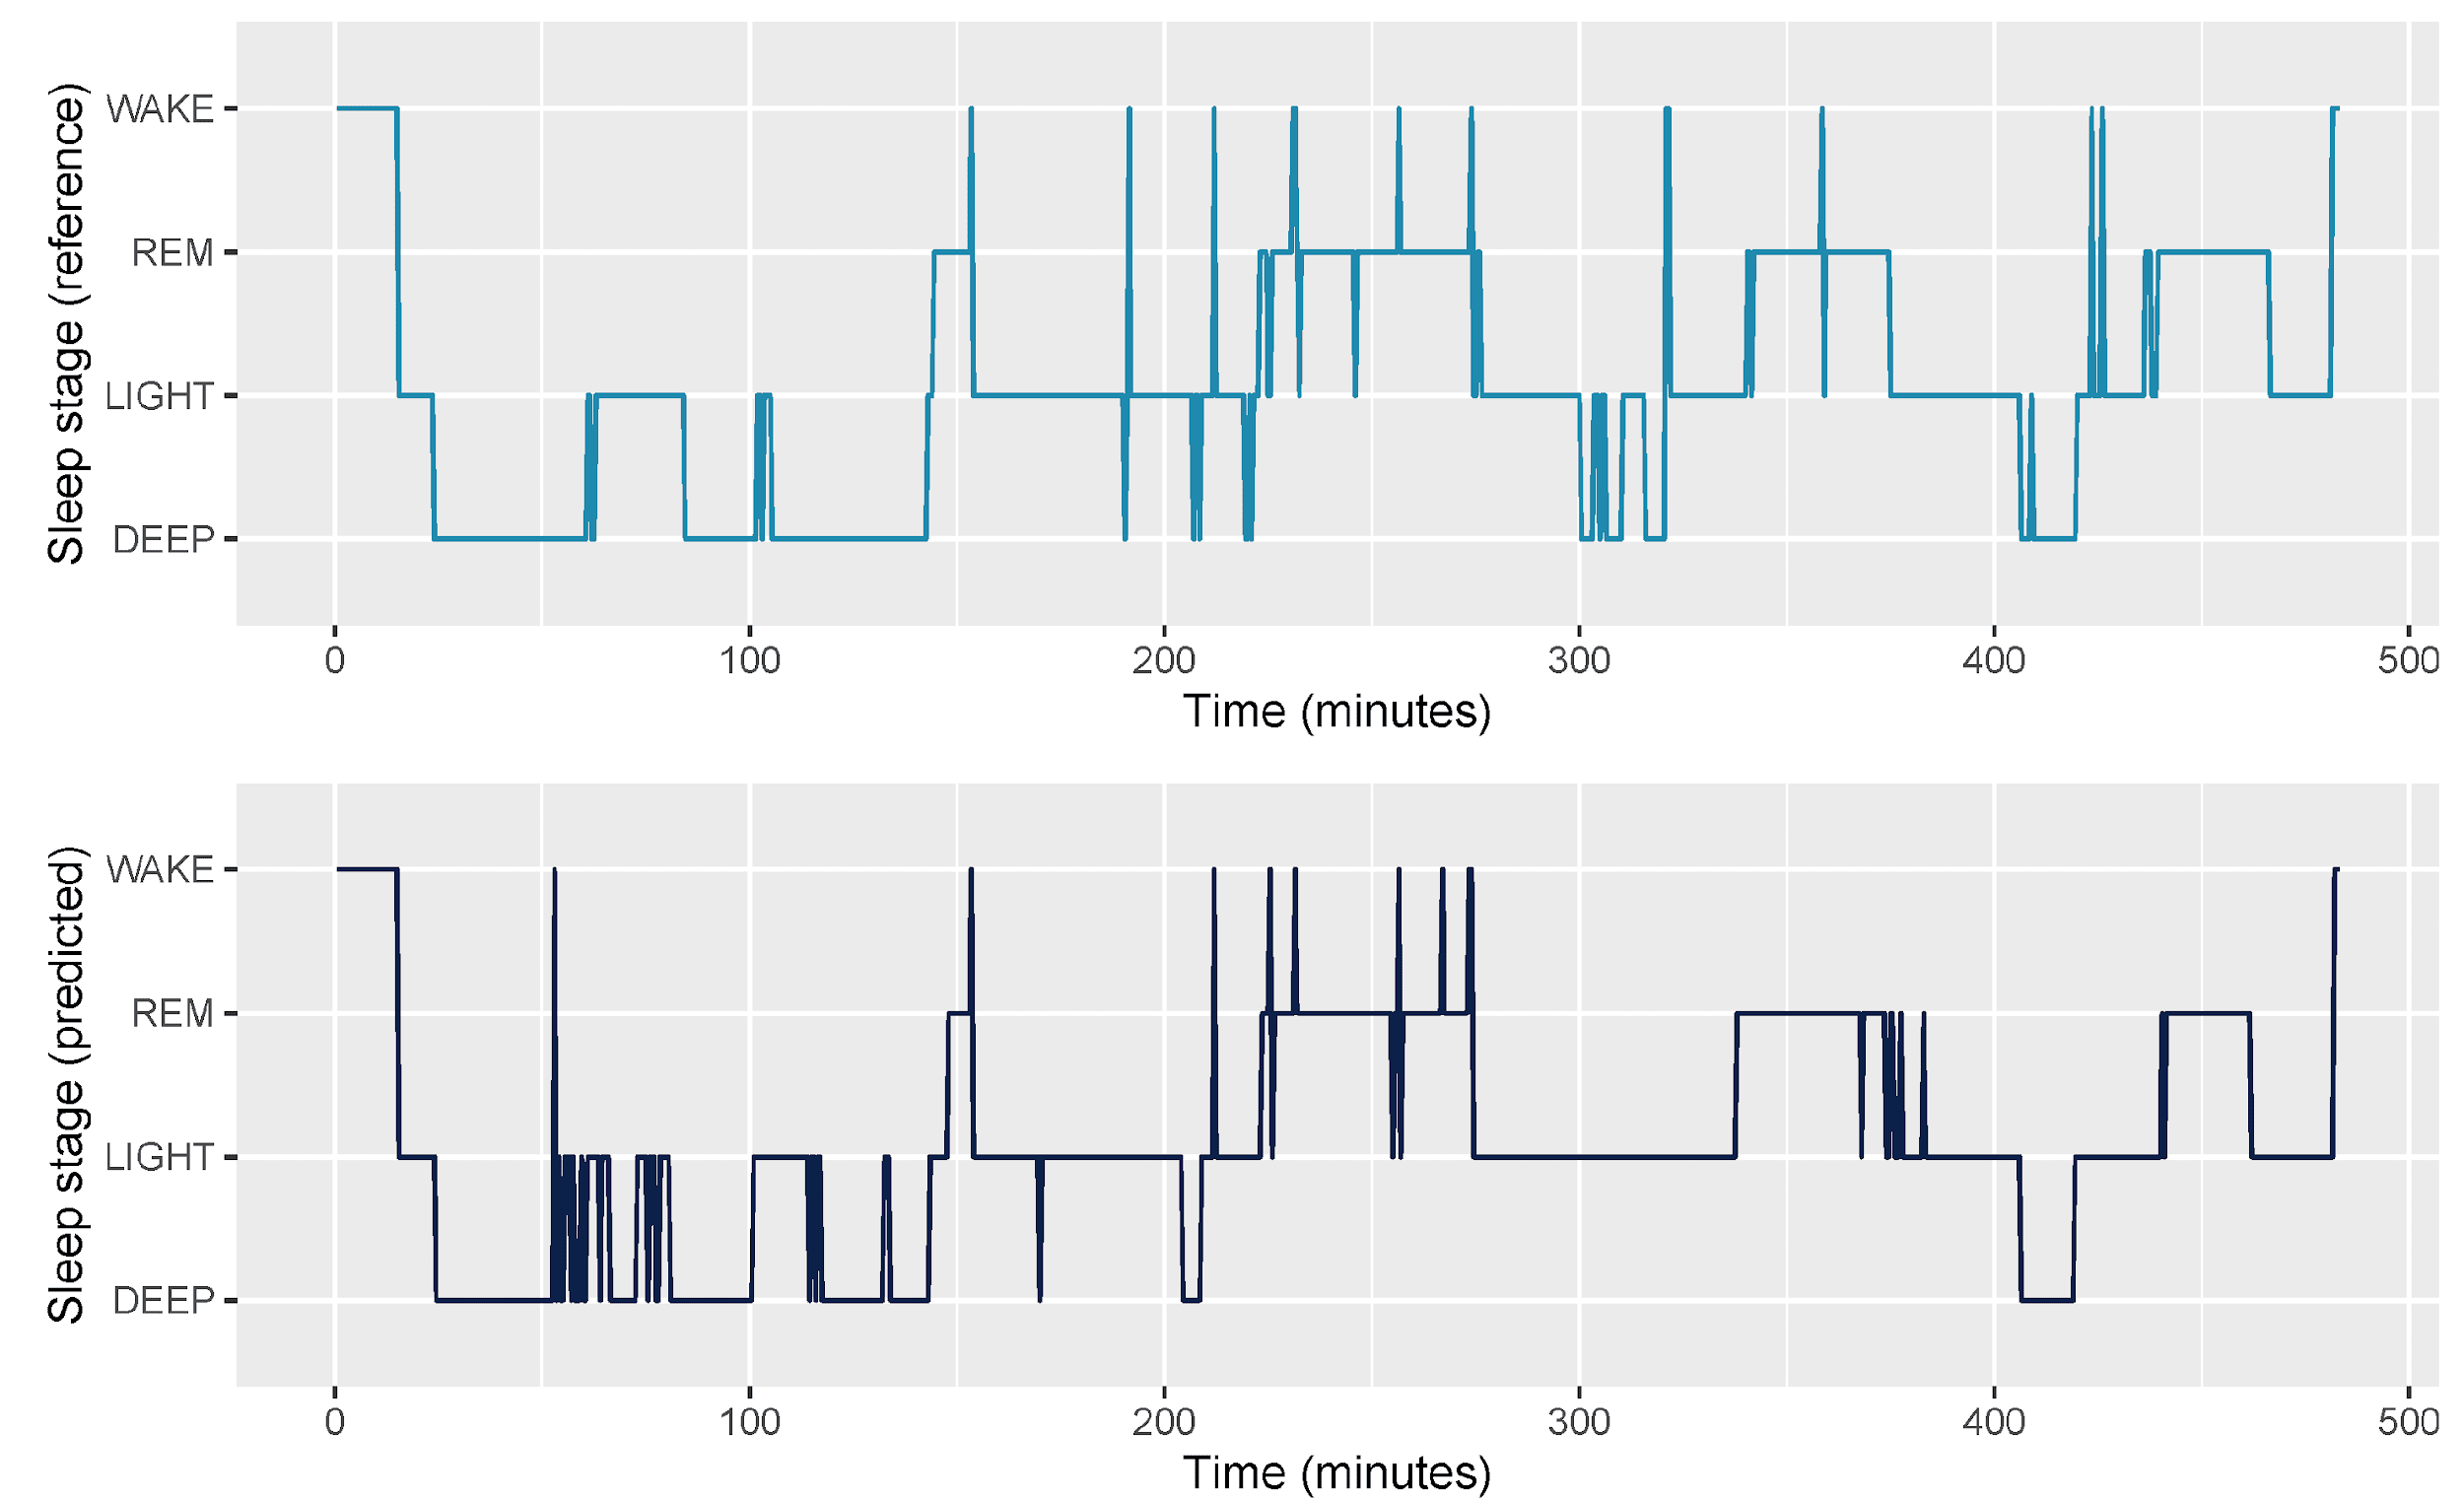 Sleep stage (reference)
WAKE
REM
LIGHT
DEEP
0 100 200 300 400 500
Time (minutes)
Sleep stage (predicted)
WAKE
REM
LIGHT
DEEP
0 100 200 300 400 500
Time (minutes)